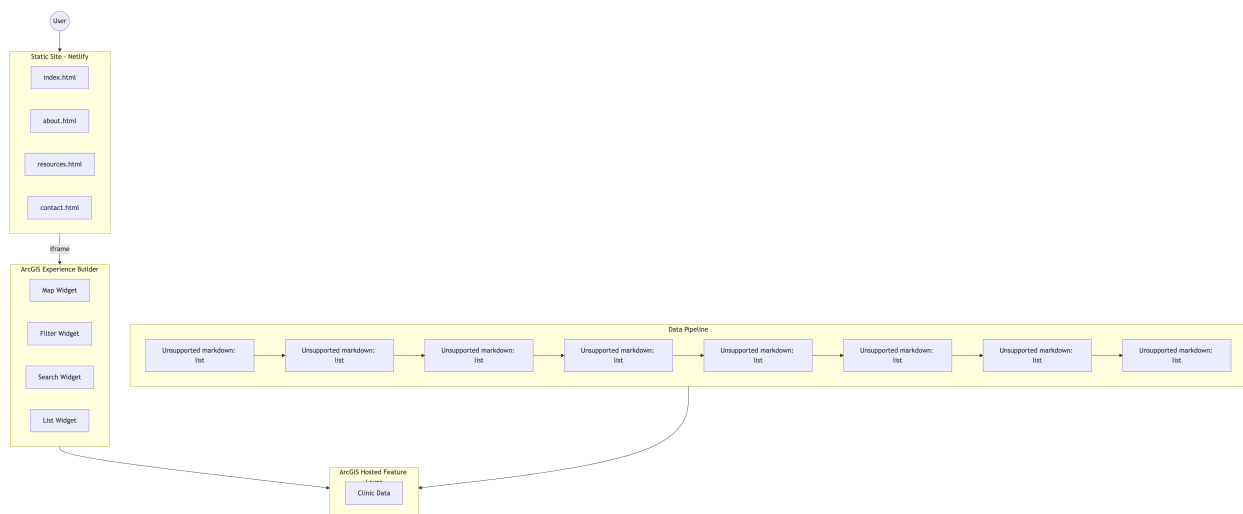 User
Static Site - Netlify
index.html
about.html
resources.html
contact.html
iframe
ArcGIS Experience Builder
Map Widget
Filter Widget
Search Widget
List Widget
Data Pipeline
Unsupported markdown:
list
Unsupported markdown:
list
Unsupported markdown:
list
Unsupported markdown:
list
Unsupported markdown:
list
Unsupported markdown:
list
Unsupported markdown:
list
Unsupported markdown:
list
ArcGIS Hosted Feature
Clinic Data